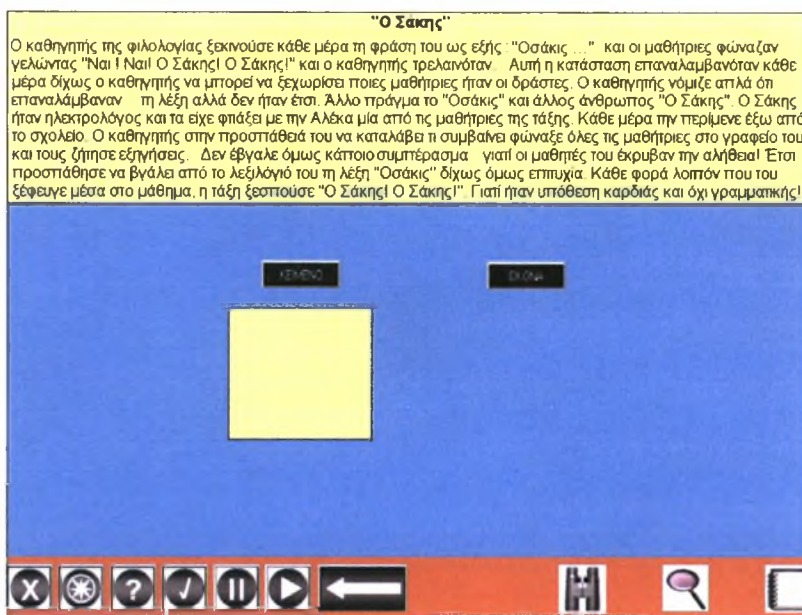 "Ο Σακης"
Ο καθηγητής της φιλολογίας ξεκινούσε κάθε μέρα τη φράση του ως εξής : "Οσάκις ..." και οι μαθήτριες φώναζαν
γελώντας "Ναι ! Ναι! Ο Σάκης! Ο Σάκης!" και ο καθηγητής τρελαινόταν. Αυτή η κατάσταση επαναλαμβανόταν κάθε
μέρα δίχως ο καθηγητής να μπορεί να ξεχωρίσει ποιες μαθήτριες ήταν οι δράστες. Ο καθηγητής νόμιζε απλά ότι
επαναλάμβαναν τη λέξη αλλά δεν ήταν έτσι. Άλλο πράγμα το "Οσάκις" και άλλος άνθρωπος "Ο Σάκης". Ο Σάκης
ήταν ηλεκτρολόγος και τα είχε φτιάξει με την Αλέκα μία από τις μαθήτριες της τάξης. Κάθε μέρα την περίμενε έξω από
το σχολείο. Ο καθηγητής στην προσπάθειά του να καταλάβει τι συμβαίνει φώναξε όλες τις μαθήτριες στο γραφείο του
και τους ζήτησε εξηγήσεις. Δεν έβγαλε όμως κάποιο συμπέρασμα γιατί οι μαθητές του έκρυβαν την αλήθεια! Έτσι
προσπάθησε να βγάλει από το λεξιλόγιό του τη λέξη "Οσάκις" δίχως όμως επιτυχία. Κάθε φορά λοιπόν που του
ξέφευγε μέσα στο μάθημα, η τάξη ξεσπούσε "Ο Σάκης! Ο Σάκης!". Γιατί ήταν υπόθεση καρδιάς και όχι γραμματικής!
ΚΕΙΜΕΝΟ ΕΙΚΟΝΑ